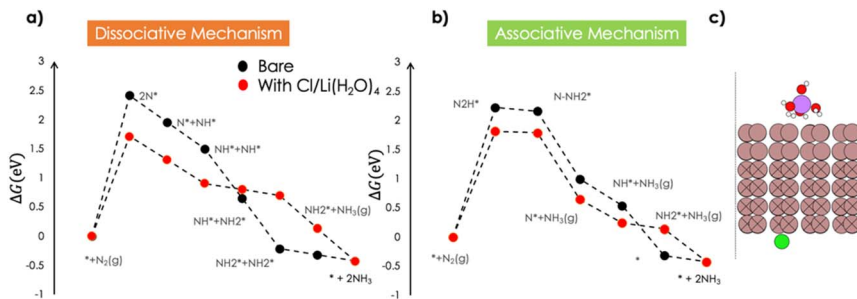 a) Dissociative Mechanism
b) Associative Mechanism
c)
Bare
With Cl/Li(H₂O)₄
ΔG(eV)
3
2.5
2
1.5
1
0.5
0
-0.5
-1
2N*
N*+NH*
NH*+NH*
NH*+NH2*
NH2*+NH2*
NH2*+NH₃(g)
*+N₂(g)
* + 2NH₃
ΔG(eV)
3
2.5
2
1.5
1
0.5
0
-0.5
-1
N2H*
N-NH2*
NH*+NH₃(g)
N*+NH₃(g)
NH2*+NH₃(g)
*
*+N₂(g)
* + 2NH₃